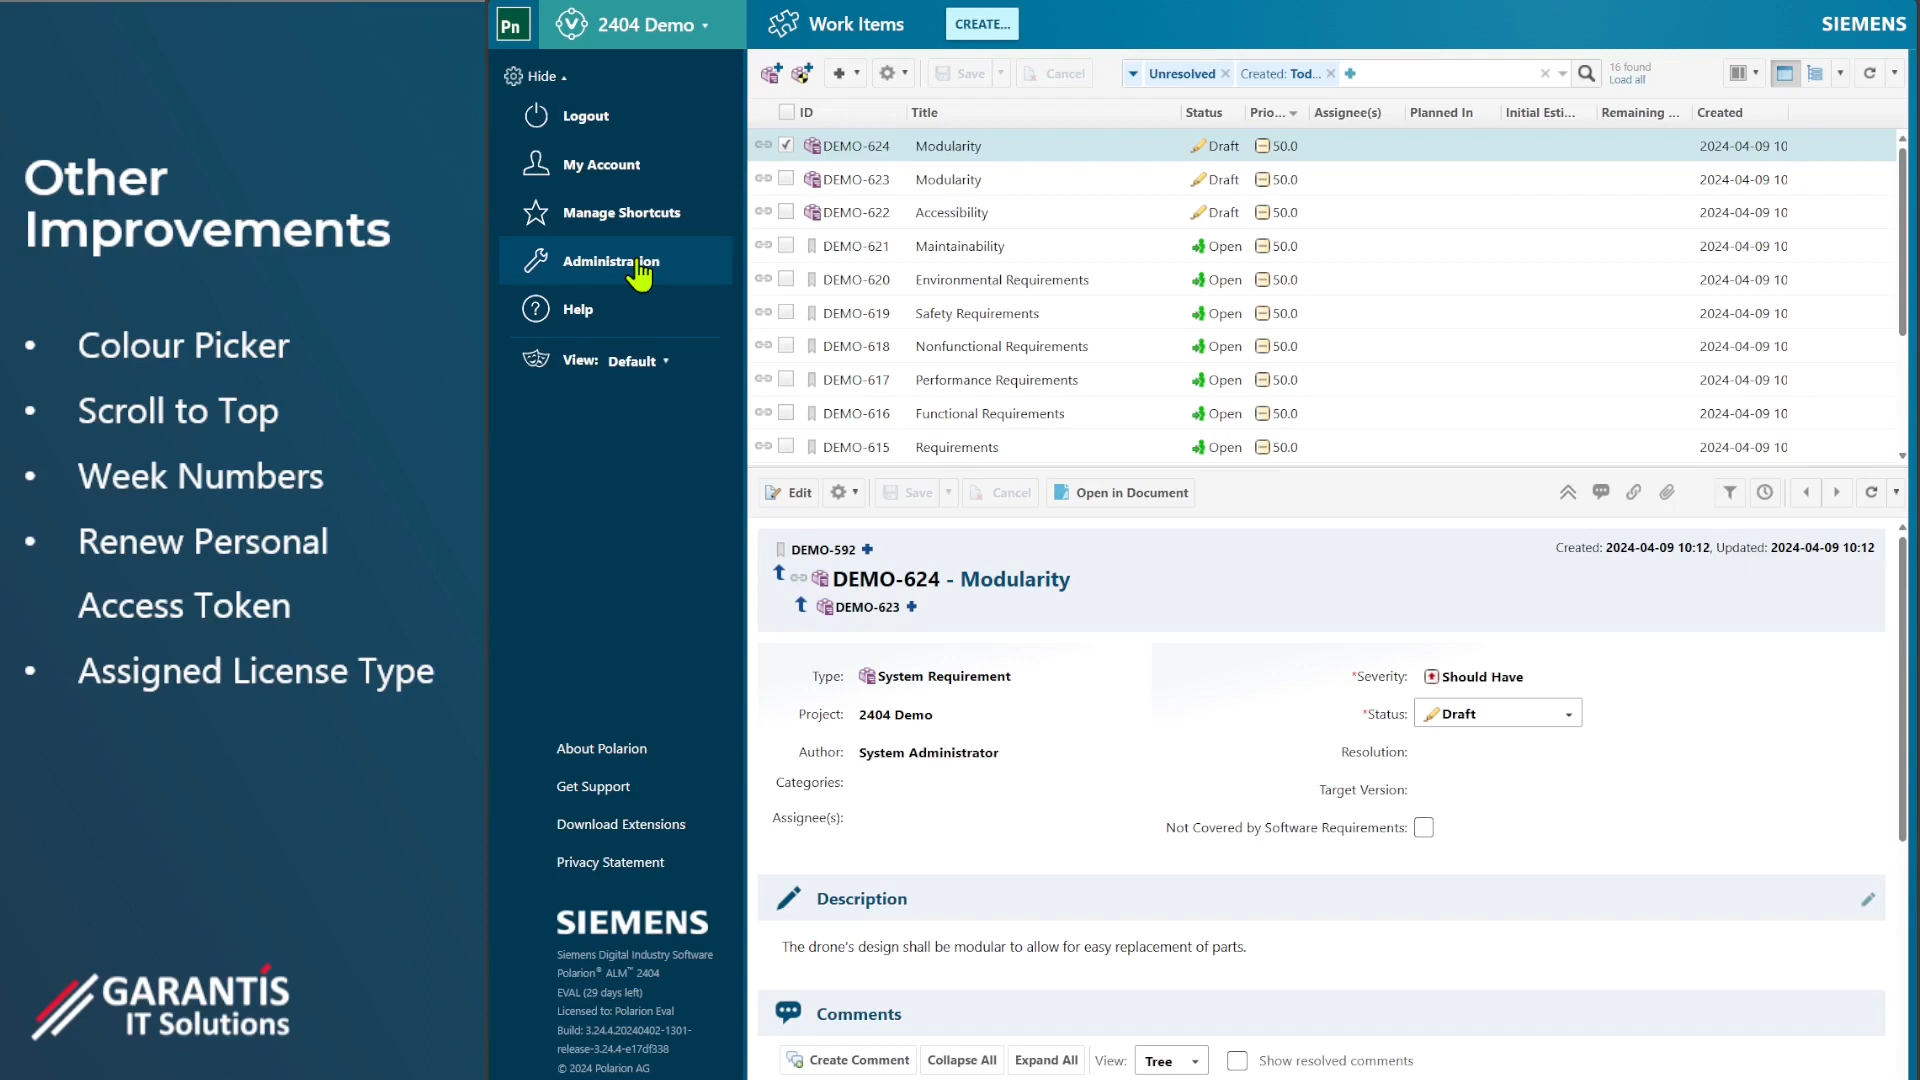 Other
Improvements
• Colour Picker
• Scroll to Top
• Week Numbers
• Renew Personal
Access Token
• Assigned License Type
GARANTİS
IT Solutions
Pn
2404 Demo
Hide
Logout
My Account
Manage Shortcuts
Administration
Help
View: Default
About Polarion
Get Support
Download Extensions
Privacy Statement
SIEMENS
Siemens Digital Industry Software
Polarion® ALM™ 2404
EVAL (29 days left)
Licensed to: Polarion Eval
Build: 3.24.4.20240402-1301-
release-3.24.4-e17df338
© 2024 Polarion AG
Work Items CREATE... SIEMENS
Save Cancel Unresolved Created: Tod... 16 found
Load all
ID Title Status Prio... Assignee(s) Planned In Initial Esti... Remaining ... Created
DEMO-624 Modularity Draft 50.0 2024-04-09 10
DEMO-623 Modularity Draft 50.0 2024-04-09 10
DEMO-622 Accessibility Draft 50.0 2024-04-09 10
DEMO-621 Maintainability Open 50.0 2024-04-09 10
DEMO-620 Environmental Requirements Open 50.0 2024-04-09 10
DEMO-619 Safety Requirements Open 50.0 2024-04-09 10
DEMO-618 Nonfunctional Requirements Open 50.0 2024-04-09 10
DEMO-617 Performance Requirements Open 50.0 2024-04-09 10
DEMO-616 Functional Requirements Open 50.0 2024-04-09 10
DEMO-615 Requirements Open 50.0 2024-04-09 10
Edit Save Cancel Open in Document
DEMO-592 Created: 2024-04-09 10:12, Updated: 2024-04-09 10:12
DEMO-624 - Modularity
DEMO-623
Type: System Requirement *Severity: Should Have
Project: 2404 Demo *Status: Draft
Author: System Administrator Resolution:
Categories: Target Version:
Assignee(s): Not Covered by Software Requirements:
Description
The drone's design shall be modular to allow for easy replacement of parts.
Comments
Create Comment Collapse All Expand All View: Tree Show resolved comments